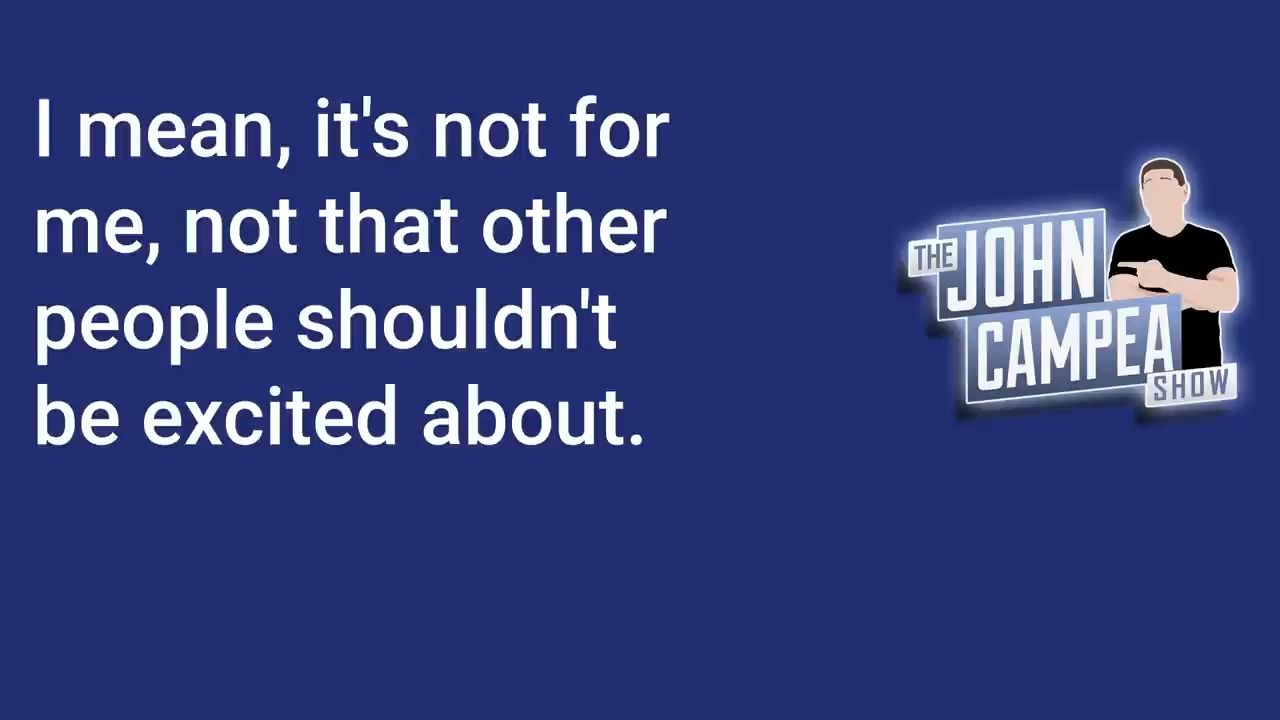 I mean, it's not for
me, not that other
people shouldn't
be excited about.
THE
JOHN
CAMPEA
SHOW